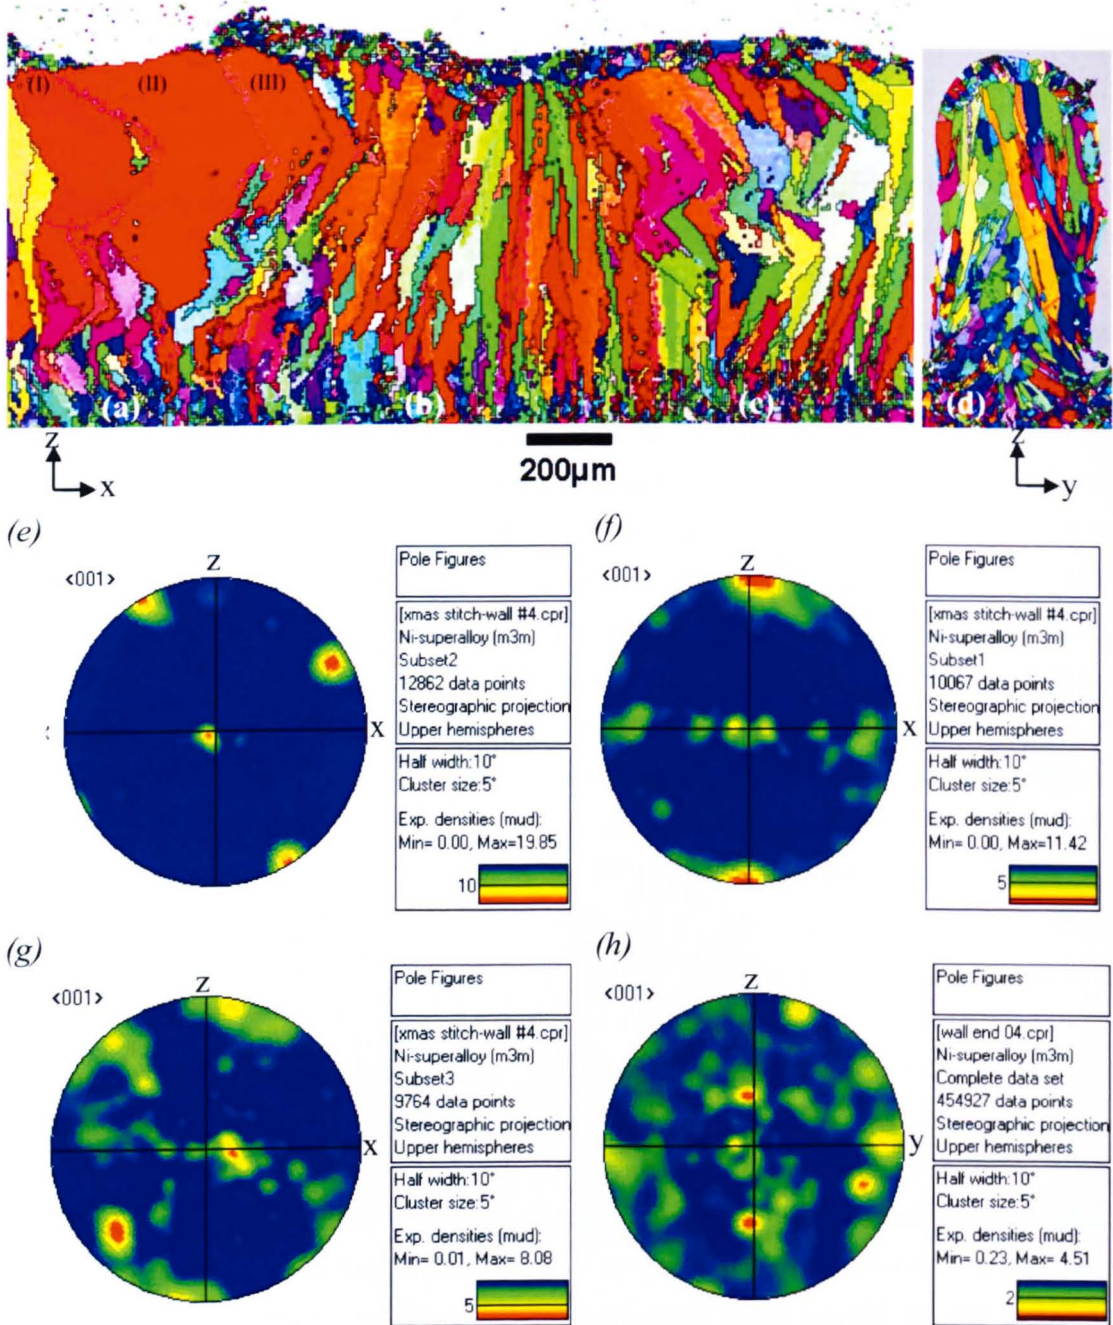 (I) (II) (III)
(a) (b) (c) (d)
z
x
200µm
z
y
(e)
<001>
z
x
Pole Figures
[xmas stitch-wall #4.cpr]
Ni-superalloy (m3m)
Subset2
12862 data points
Stereographic projection
Upper hemispheres
Half width:10°
Cluster size:5°
Exp. densities (mud):
Min= 0.00, Max=19.85
10
(f)
<001>
z
x
Pole Figures
[xmas stitch-wall #4.cpr]
Ni-superalloy (m3m)
Subset1
10067 data points
Stereographic projection
Upper hemispheres
Half width:10°
Cluster size:5°
Exp. densities (mud):
Min= 0.00, Max=11.42
5
(g)
<001>
z
x
Pole Figures
[xmas stitch-wall #4.cpr]
Ni-superalloy (m3m)
Subset3
9764 data points
Stereographic projection
Upper hemispheres
Half width:10°
Cluster size:5°
Exp. densities (mud):
Min= 0.01, Max= 8.08
5
(h)
<001>
z
y
Pole Figures
[wall end 04.cpr]
Ni-superalloy (m3m)
Complete data set
454927 data points
Stereographic projection
Upper hemispheres
Half width:10°
Cluster size:5°
Exp. densities (mud):
Min= 0.23, Max= 4.51
2